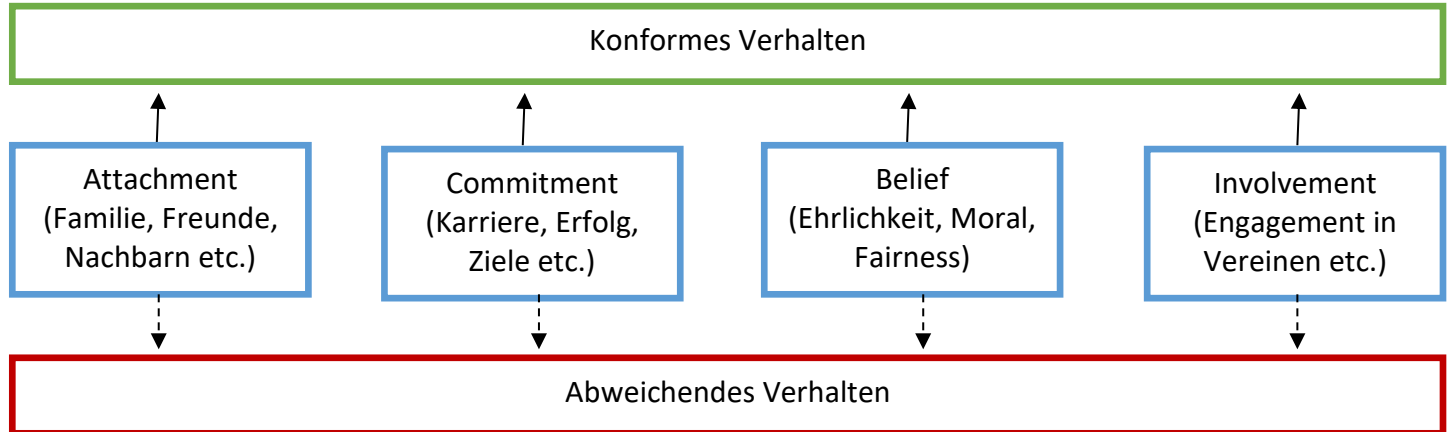 Konformes Verhalten
Attachment
(Familie, Freunde,
Nachbarn etc.)
Commitment
(Karriere, Erfolg,
Ziele etc.)
Belief
(Ehrlichkeit, Moral,
Fairness)
Involvement
(Engagement in
Vereinen etc.)
Abweichendes Verhalten